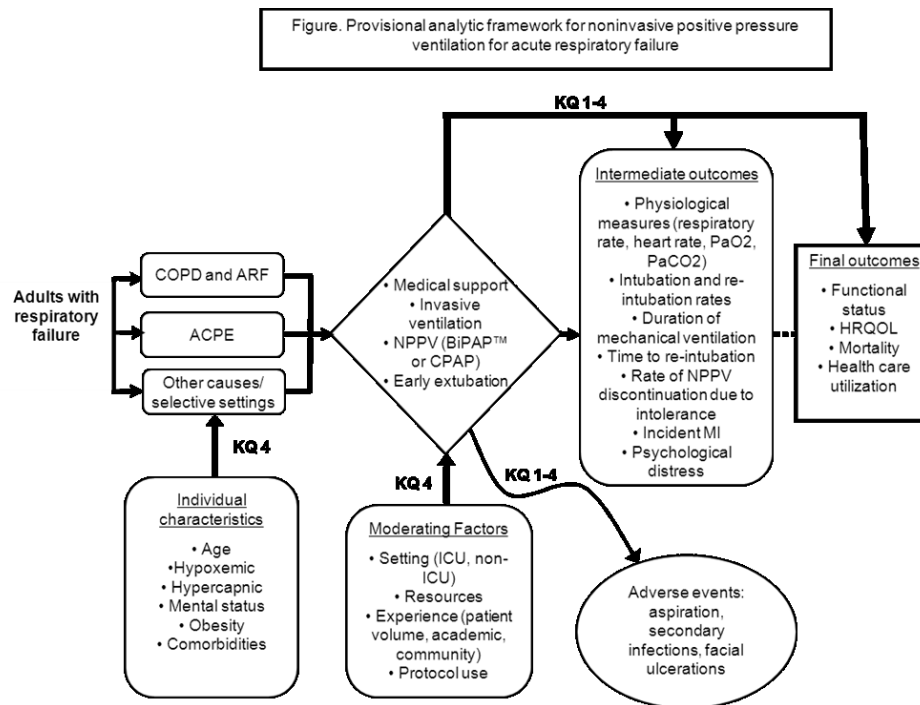 Figure. Provisional analytic framework for noninvasive positive pressure
ventilation for acute respiratory failure
KQ 1-4
Adults with
respiratory
failure
COPD and ARF
ACPE
Other causes/
selective settings
KQ 4
Individual
characteristics
• Age
• Hypoxemic
• Hypercapnic
• Mental status
• Obesity
• Comorbidities
• Medical support
• Invasive
ventilation
• NPPV (BiPAP™
or CPAP)
• Early extubation
KQ 4
Moderating Factors
• Setting (ICU, non-
ICU)
• Resources
• Experience (patient
volume, academic,
community)
• Protocol use
KQ 1-4
Intermediate outcomes
• Physiological
measures (respiratory
rate, heart rate, PaO2,
PaCO2)
• Intubation and re-
intubation rates
• Duration of
mechanical ventilation
• Time to re-intubation
• Rate of NPPV
discontinuation due to
intolerance
• Incident MI
• Psychological
distress
Final outcomes
• Functional
status
• HRQOL
• Mortality
• Health care
utilization
Adverse events:
aspiration,
secondary
infections, facial
ulcerations